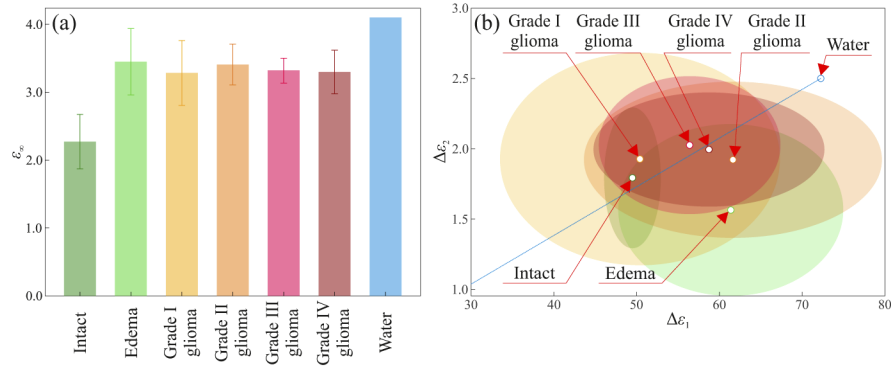 (a)
4.0
3.0
2.0
1.0
0.0
ε∞
Intact
Edema
Grade I
glioma
Grade II
glioma
Grade III
glioma
Grade IV
glioma
Water
(b)
Grade I
glioma
Grade III
glioma
Grade IV
glioma
Grade II
glioma
Water
Intact
Edema
3.0
2.5
2.0
1.5
1.0
Δε₂
30
40
50
60
70
80
Δε₁